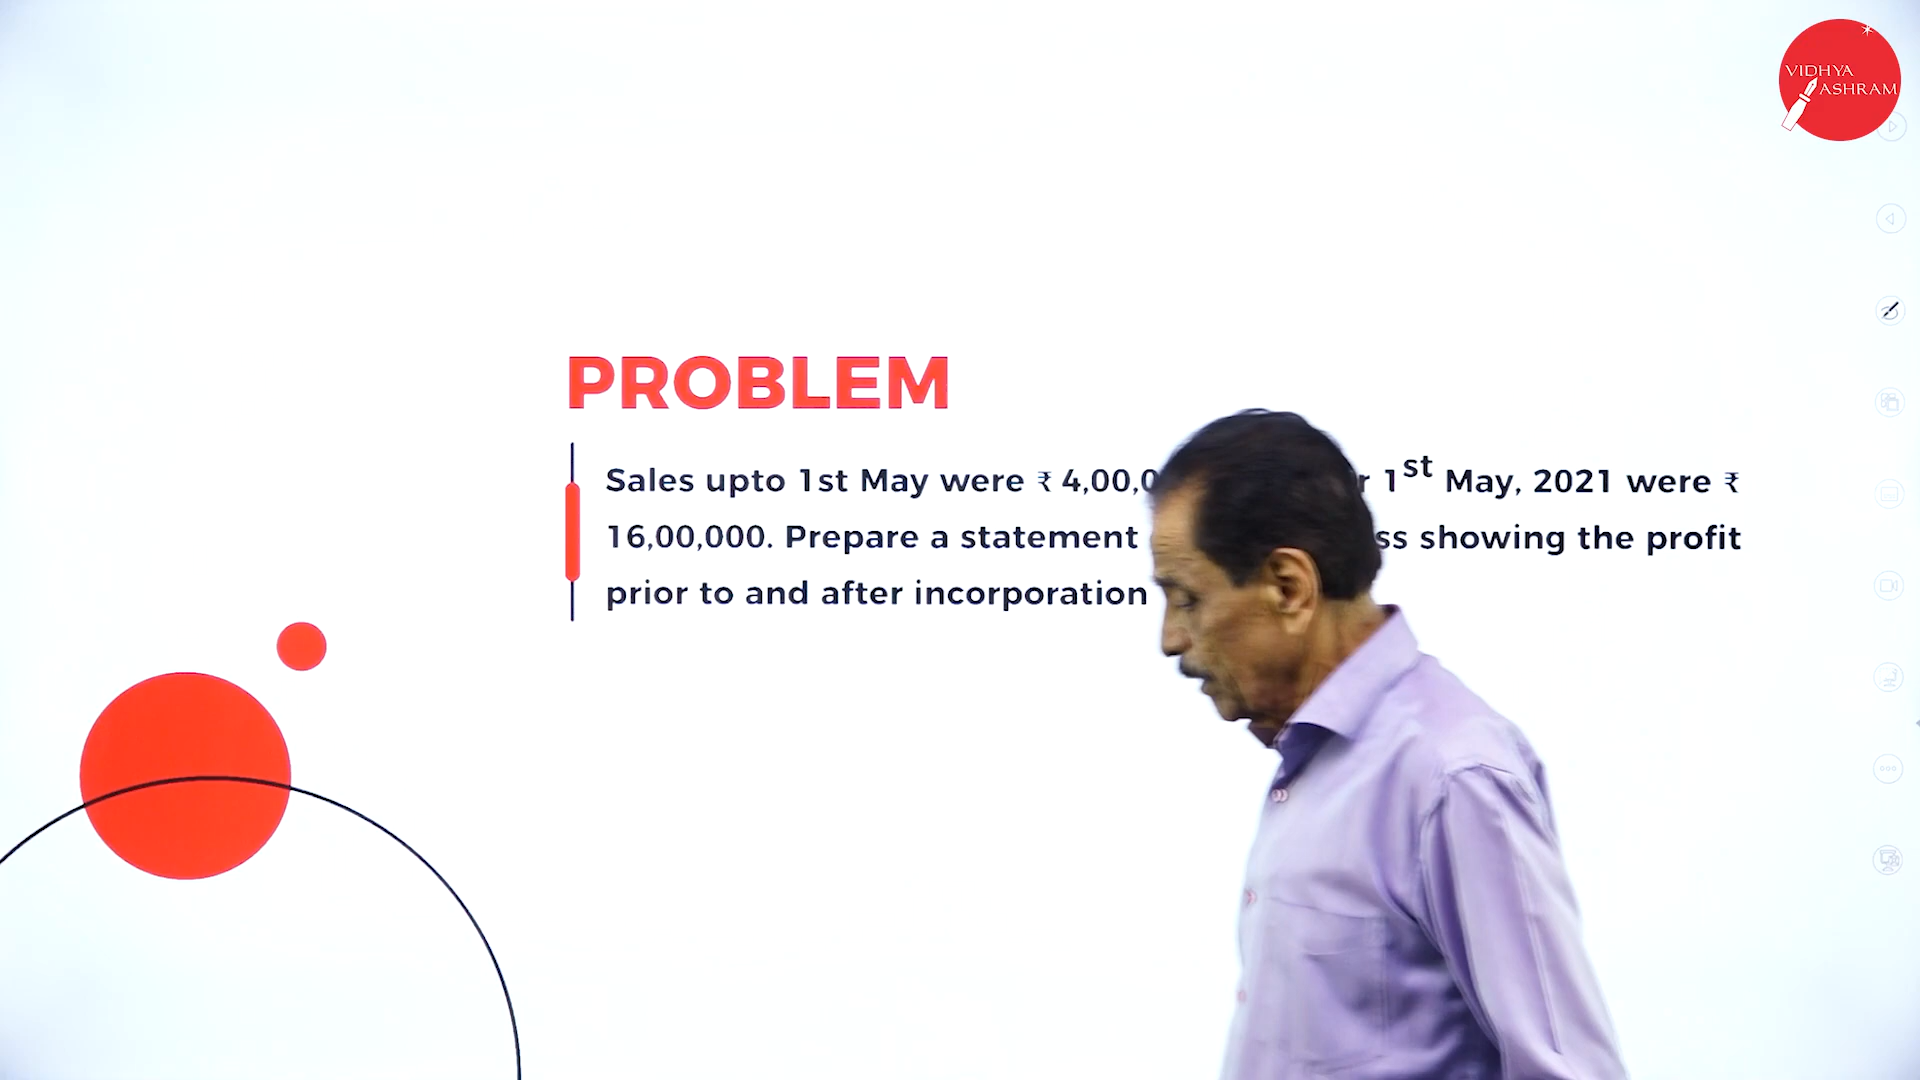 VIDHYA
ASHRAM
PROBLEM
Sales upto 1st May were ₹ 4,00,0 1st May, 2021 were ₹
16,00,000. Prepare a statement showing the profit
prior to and after incorporation